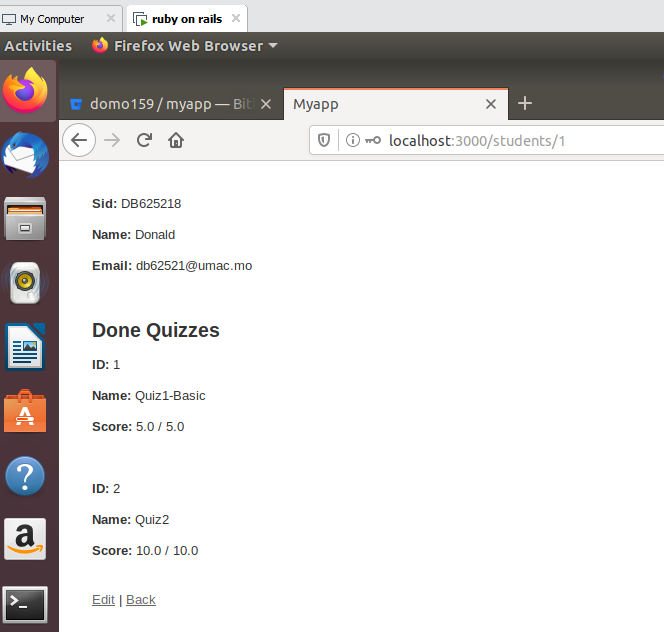 My Computer
ruby on rails
Activities
Firefox Web Browser
domo159 / myapp — Bit
Myapp
localhost:3000/students/1
Sid: DB625218
Name: Donald
Email: db62521@umac.mo
Done Quizzes
ID: 1
Name: Quiz1-Basic
Score: 5.0 / 5.0
ID: 2
Name: Quiz2
Score: 10.0 / 10.0
Edit | Back